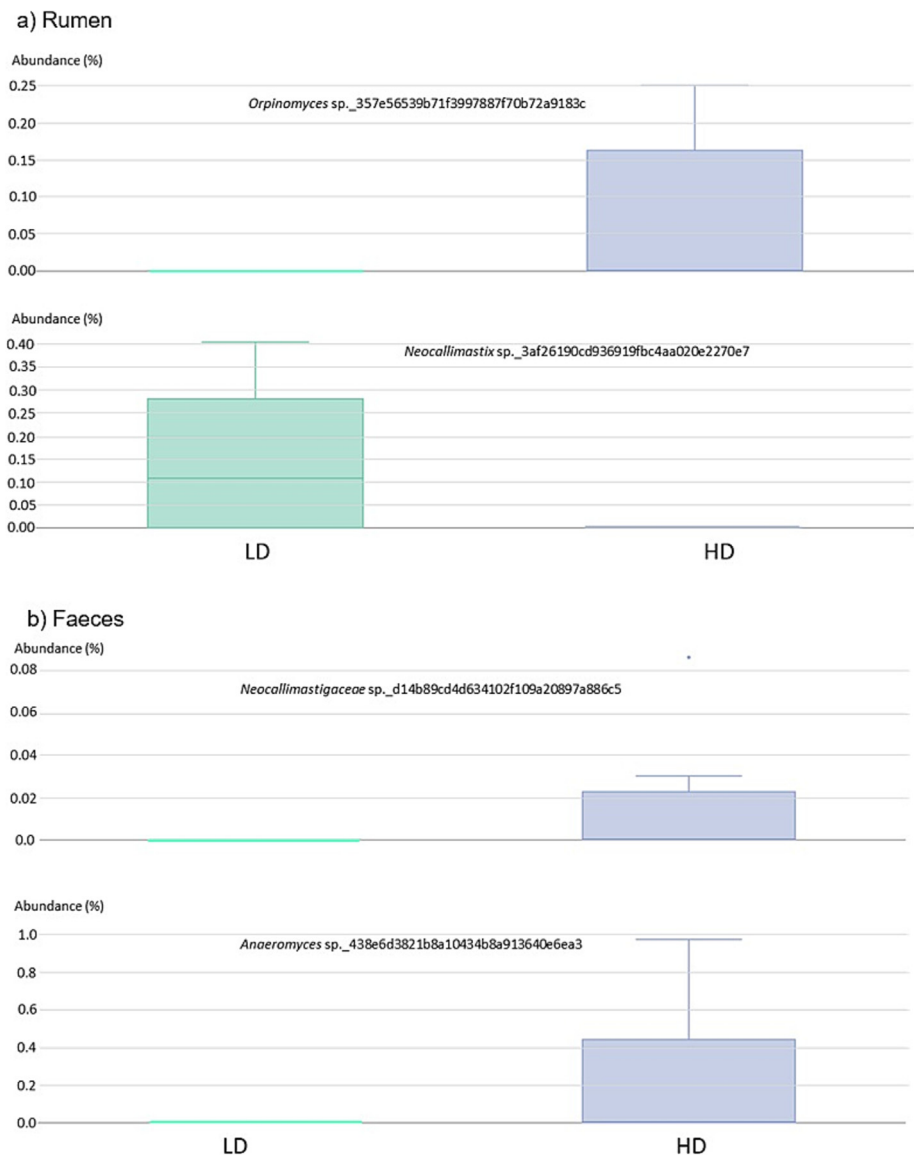 a) Rumen
Abundance (%)
0.25
Orpinomyces sp._357e56539b71f3997887f70b72a9183c
0.20
0.15
0.10
0.05
0.00
Abundance (%)
0.40
Neocallimastix sp._3af26190cd936919fbc4aa020e2270e7
0.35
0.30
0.25
0.20
0.15
0.10
0.05
0.00
LD HD
b) Faeces
Abundance (%)
0.08
Neocallimastigaceae sp._d14b89cd4d634102f109a20897a886c5
0.06
0.04
0.02
0.0
Abundance (%)
1.0
Anaeromyces sp._438e6d3821b8a10434b8a913640e6ea3
0.8
0.6
0.4
0.2
0.0
LD HD